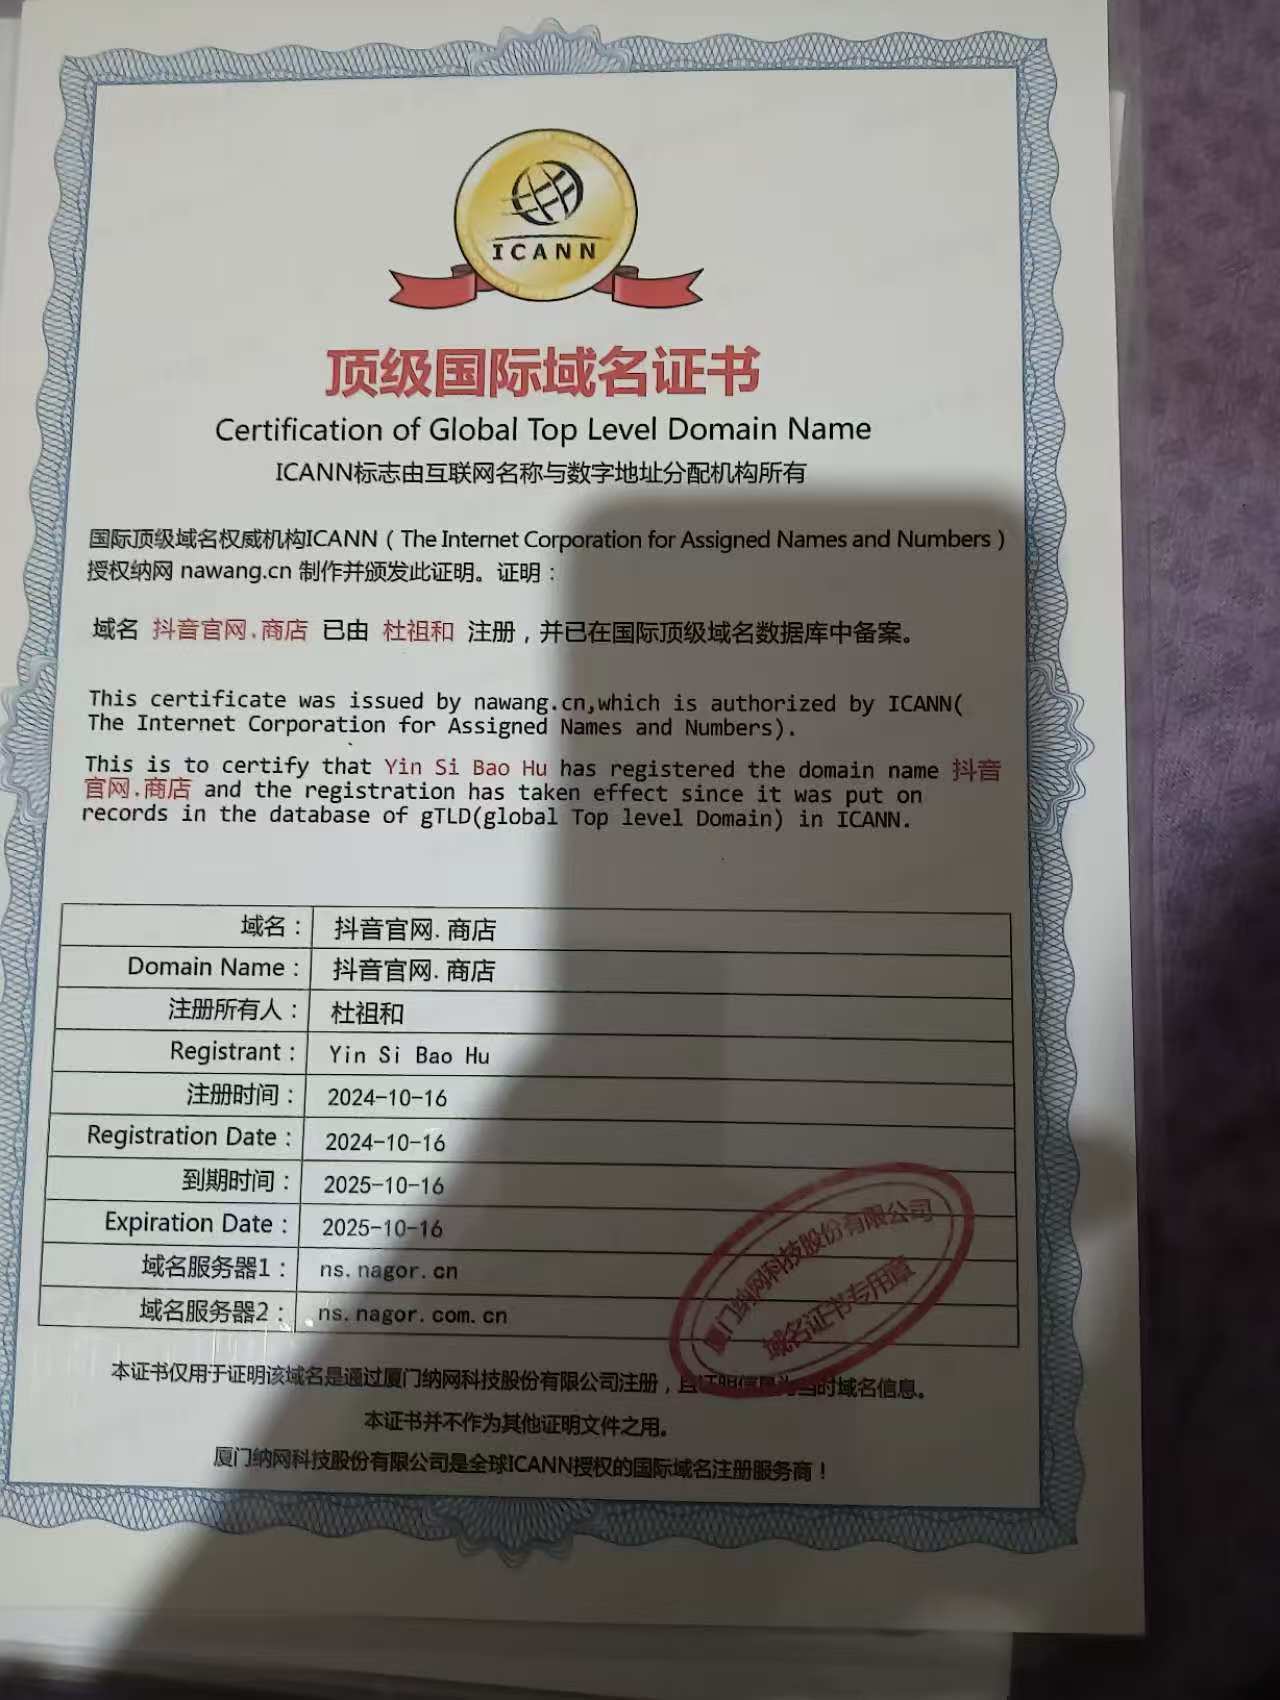 ICANN
顶级国际域名证书
Certification of Global Top Level Domain Name
ICANN标志由互联网名称与数字地址分配机构所有
国际顶级域名权威机构ICANN（The Internet Corporation for Assigned Names and Numbers）
授权纳网 nawang.cn 制作并颁发此证明。证明：
域名 抖音官网.商店 已由 杜祖和 注册，并已在国际顶级域名数据库中备案。
This certificate was issued by nawang.cn,which is authorized by ICANN(
The Internet Corporation for Assigned Names and Numbers).
This is to certify that Yin Si Bao Hu has registered the domain name 抖音
官网.商店 and the registration has taken effect since it was put on
records in the database of gTLD(global Top level Domain) in ICANN.
域名： 抖音官网.商店
Domain Name： 抖音官网.商店
注册所有人： 杜祖和
Registrant： Yin Si Bao Hu
注册时间： 2024-10-16
Registration Date： 2024-10-16
到期时间： 2025-10-16
Expiration Date： 2025-10-16
域名服务器1： ns.nagor.cn
域名服务器2： ns.nagor.com.cn
厦门纳网科技股份有限公司
域名证书专用章
本证书仅用于证明该域名是通过厦门纳网科技股份有限公司注册，且证明信息为当时域名信息。
本证书并不作为其他证明文件之用。
厦门纳网科技股份有限公司是全球ICANN授权的国际域名注册服务商！